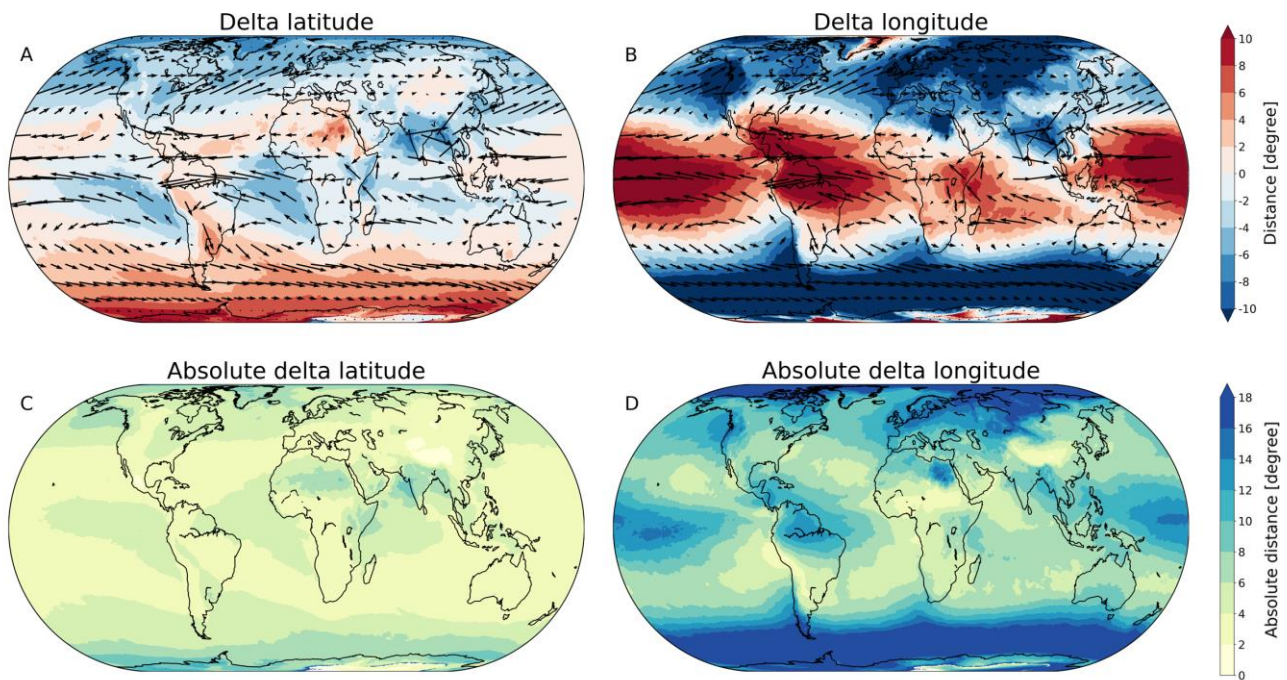 Delta latitude
Delta longitude
A
B
10
8
6
4
2
0
-2
-4
-6
-8
-10
Distance [degree]
Absolute delta latitude
Absolute delta longitude
C
D
18
16
14
12
10
8
6
4
2
0
Absolute distance [degree]